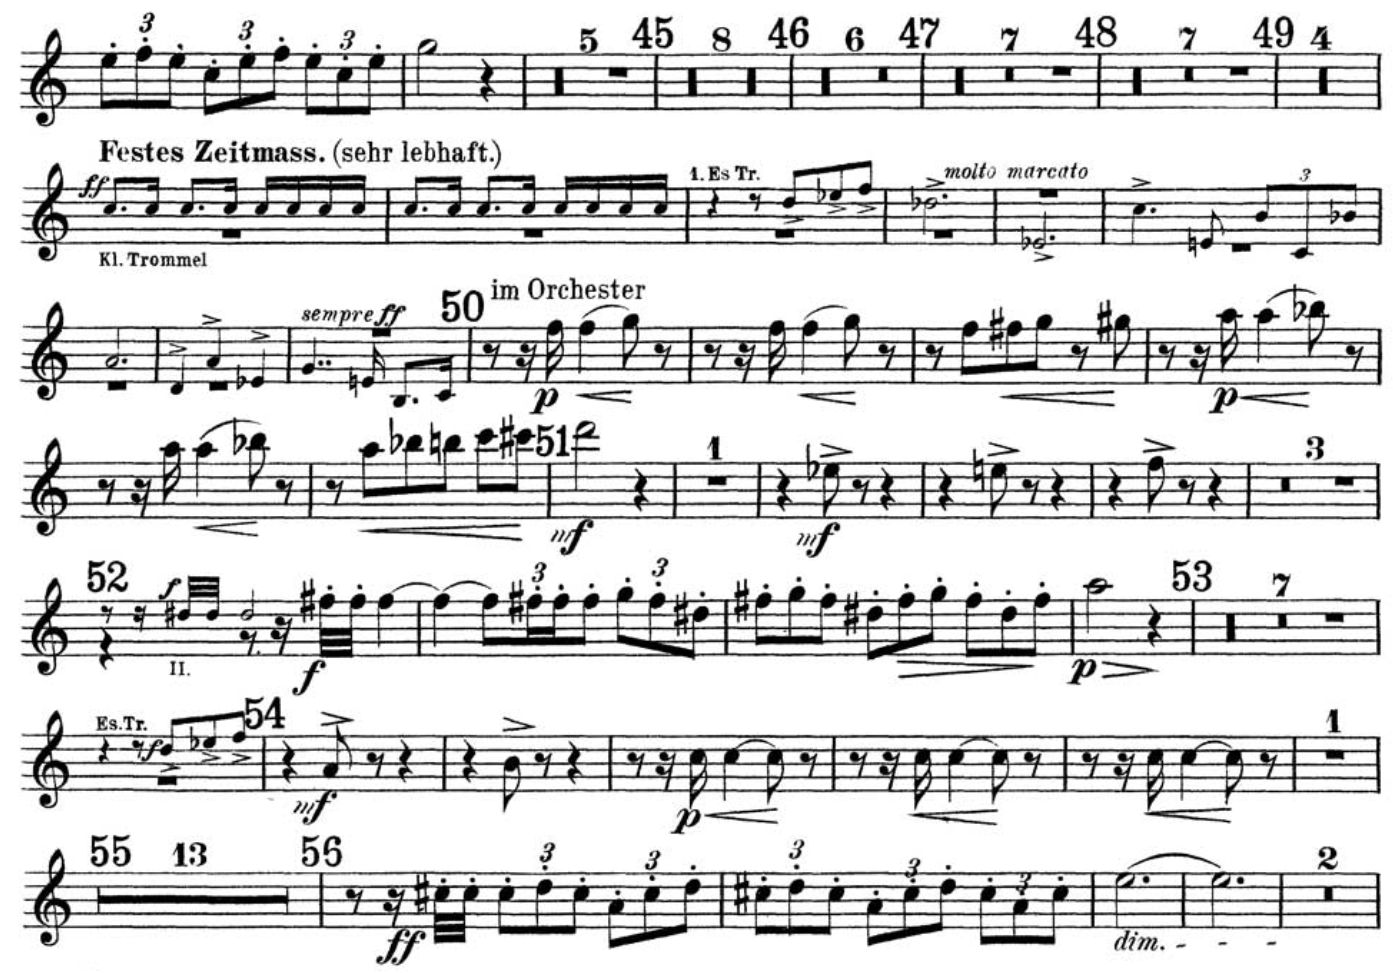 3 3 3 5 45 8 46 6 47 7 48 7 49 4
Festes Zeitmass. (sehr lebhaft.)
ff 1. Es Tr. molto marcato 3
Kl. Trommel
50 im Orchester
sempre ff
p p
51 1 3
mf mf
52 f 3 3 53 7
II. f p
Es.Tr. f 54 1
mf p
55 13 56 3 3 3 3 3 2
ff dim. - - -